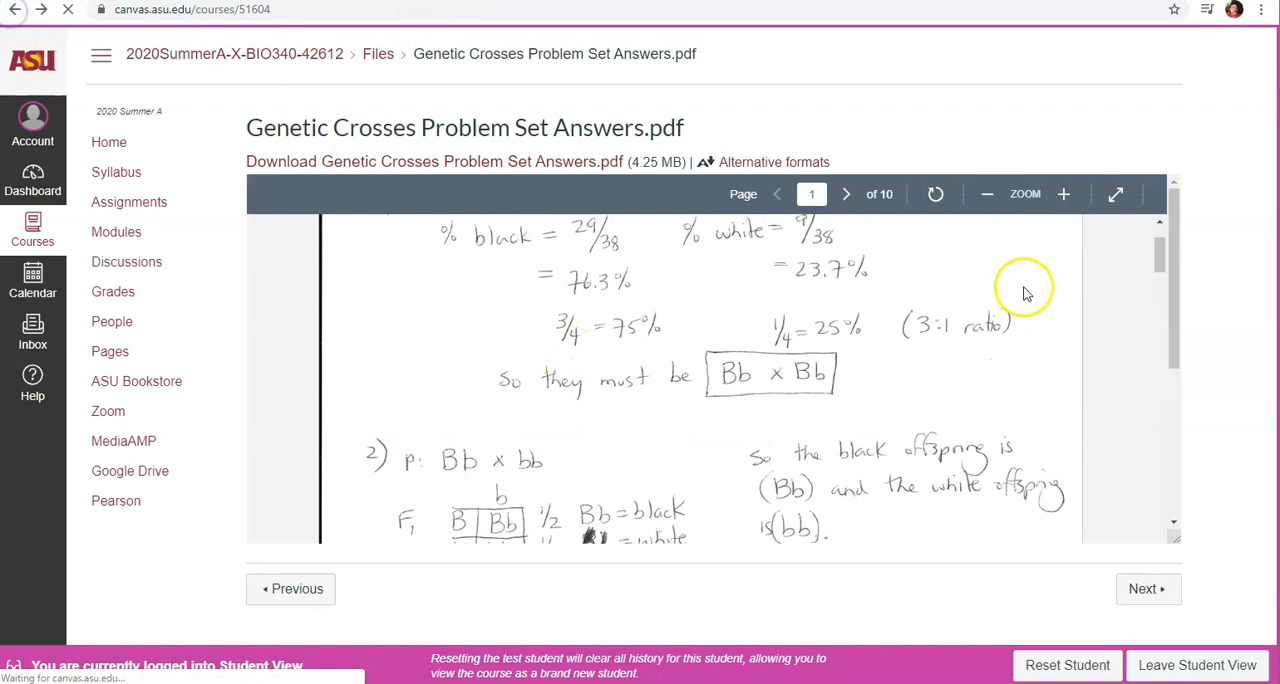 canvas.asu.edu/courses/51604
ASU
2020SummerA-X-BIO340-42612 › Files › Genetic Crosses Problem Set Answers.pdf
Account
Dashboard
Courses
Calendar
Inbox
Help
2020 Summer A
Home
Syllabus
Assignments
Modules
Discussions
Grades
People
Pages
ASU Bookstore
Zoom
MediaAMP
Google Drive
Pearson
Genetic Crosses Problem Set Answers.pdf
Download Genetic Crosses Problem Set Answers.pdf (4.25 MB) | Alternative formats
Page 1 of 10 ZOOM
% black = 29/38 % white = 9/38
= 76.3% = 23.7%
3/4 = 75% 1/4 = 25% (3:1 ratio)
so they must be Bb x Bb
2) P: Bb x bb so the black offspring is
(Bb) and the white offspring
is (bb).
b
F₁ B Bb 1/2 Bb = black
= white
Previous
Next
You are currently logged into Student View
Resetting the test student will clear all history for this student, allowing you
to view the course as a brand new student.
Reset Student
Leave Student View
Waiting for canvas.asu.edu...